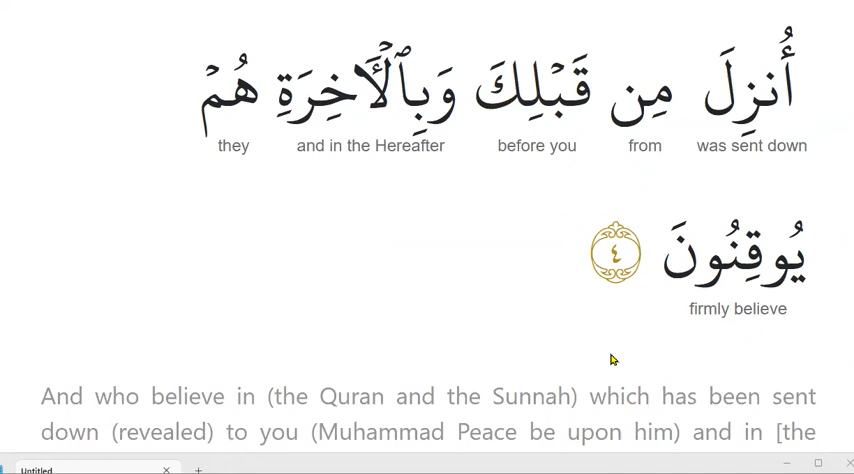 أُنزِلَ مِن قَبْلِكَ وَبِٱلْـَٔاخِرَةِ هُمْ
was sent down from before you and in the Hereafter they
يُوقِنُونَ ٤
firmly believe
And who believe in (the Quran and the Sunnah) which has been sent
down (revealed) to you (Muhammad Peace be upon him) and in [the
Untitled